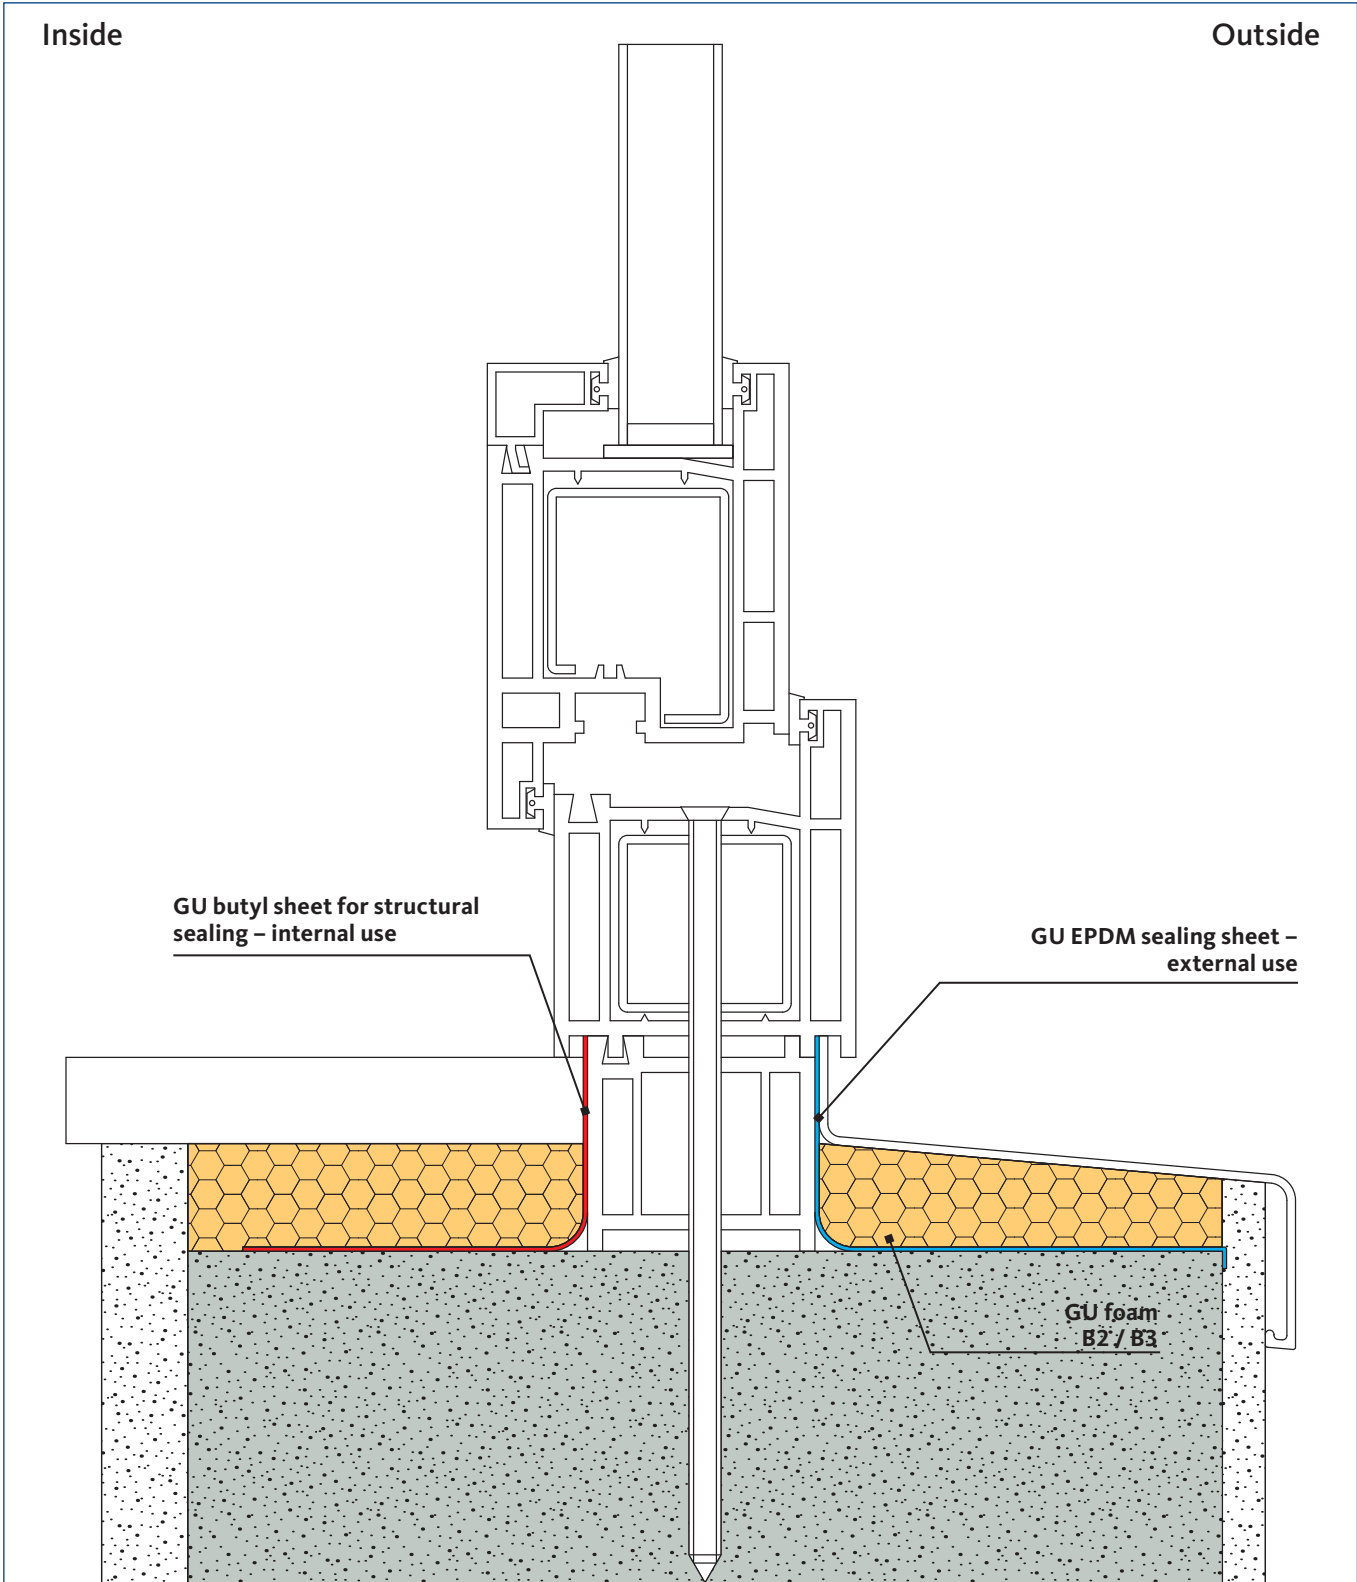 Inside
Outside
GU butyl sheet for structural
sealing – internal use
GU EPDM sealing sheet –
external use
GU foam
B2 / B3